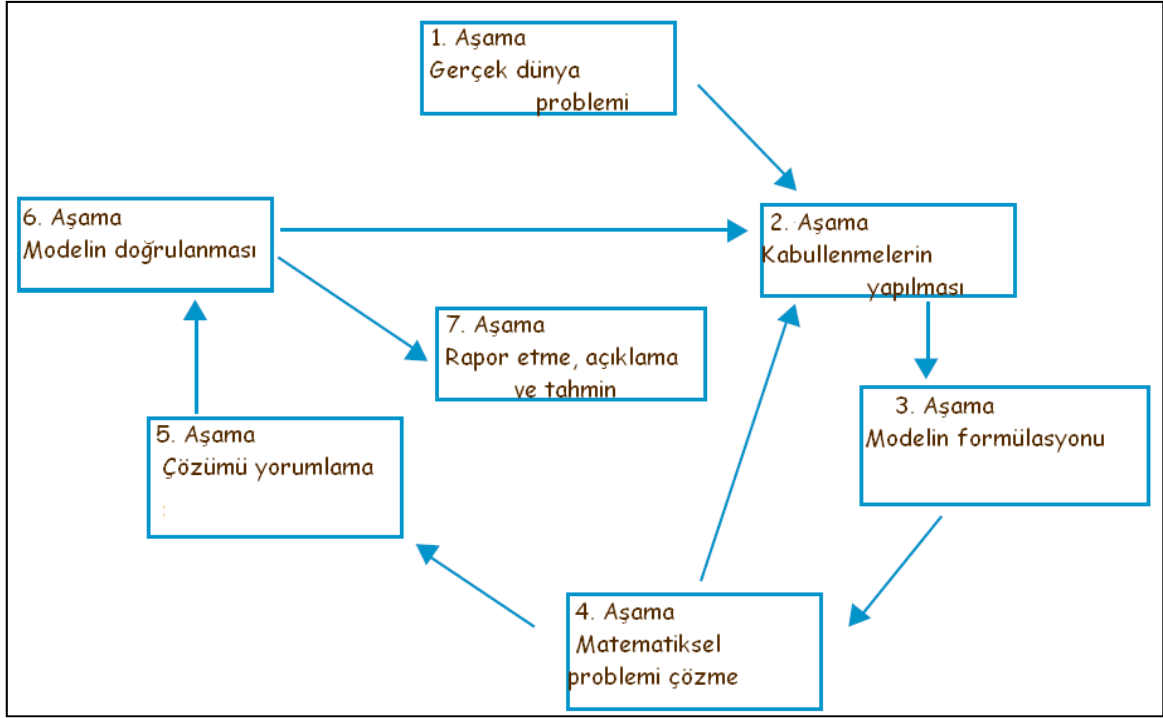 1. Aşama
Gerçek dünya
problemi
2. Aşama
Kabullenmelerin
yapılması
3. Aşama
Modelin formülasyonu
4. Aşama
Matematiksel
problemi çözme
5. Aşama
Çözümü yorumlama
6. Aşama
Modelin doğrulanması
7. Aşama
Rapor etme, açıklama
ve tahmin